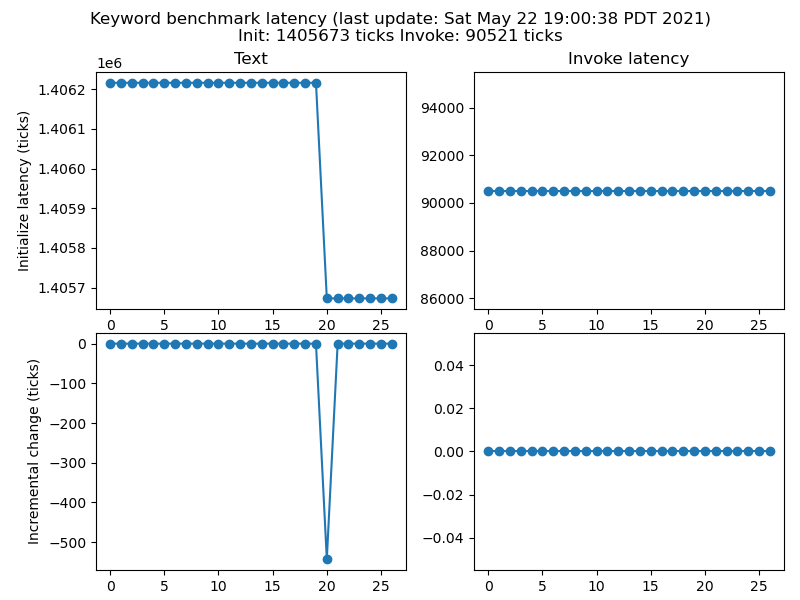 Keyword benchmark latency (last update: Sat May 22 19:00:38 PDT 2021)
Init: 1405673 ticks Invoke: 90521 ticks
Text
1e6
Initialize latency (ticks)
1.4062
1.4061
1.4060
1.4059
1.4058
1.4057
0 5 10 15 20 25
Invoke latency
94000
92000
90000
88000
86000
0 5 10 15 20 25
Incremental change (ticks)
0
−100
−200
−300
−400
−500
0 5 10 15 20 25
0.04
0.02
0.00
−0.02
−0.04
0 5 10 15 20 25